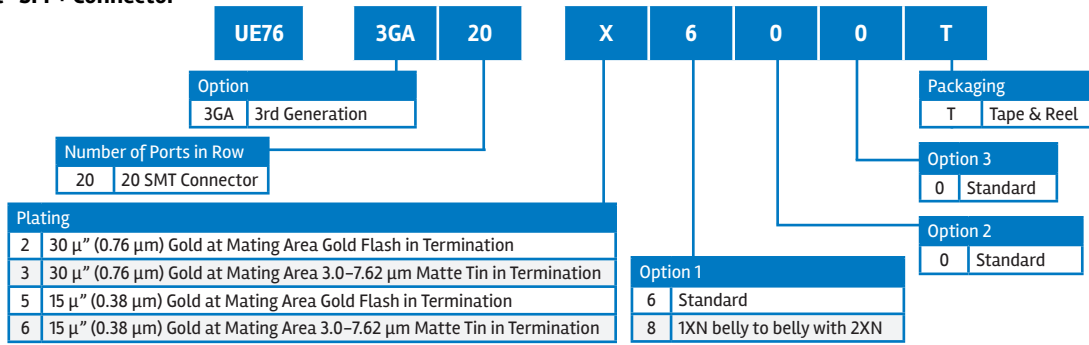 UE76 3GA 20 X 6 0 0 T
Option
3GA 3rd Generation
Number of Ports in Row
20 20 SMT Connector
Plating
2 30 µ" (0.76 µm) Gold at Mating Area Gold Flash in Termination
3 30 µ" (0.76 µm) Gold at Mating Area 3.0–7.62 µm Matte Tin in Termination
5 15 µ" (0.38 µm) Gold at Mating Area Gold Flash in Termination
6 15 µ" (0.38 µm) Gold at Mating Area 3.0–7.62 µm Matte Tin in Termination
Option 1
6 Standard
8 1XN belly to belly with 2XN
Option 2
0 Standard
Option 3
0 Standard
Packaging
T Tape & Reel